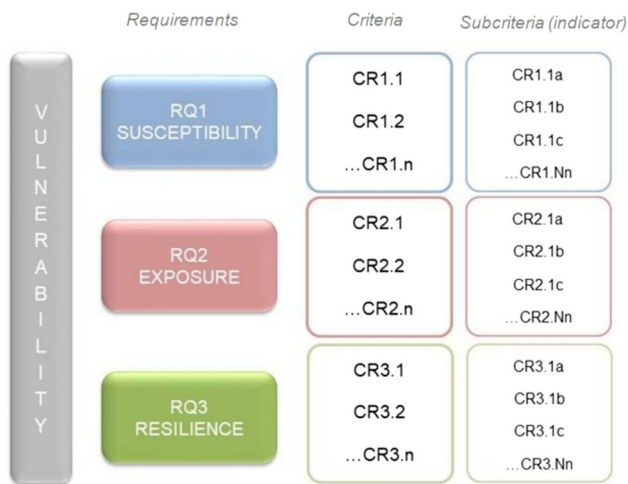 Requirements
Criteria
Subcriteria (indicator)
VULNERABILITY
RQ1
SUSCEPTIBILITY
CR1.1
CR1.2
...CR1.n
CR1.1a
CR1.1b
CR1.1c
...CR1.Nn
RQ2
EXPOSURE
CR2.1
CR2.2
...CR2.n
CR2.1a
CR2.1b
CR2.1c
...CR2.Nn
RQ3
RESILIENCE
CR3.1
CR3.2
...CR3.n
CR3.1a
CR3.1b
CR3.1c
...CR3.Nn